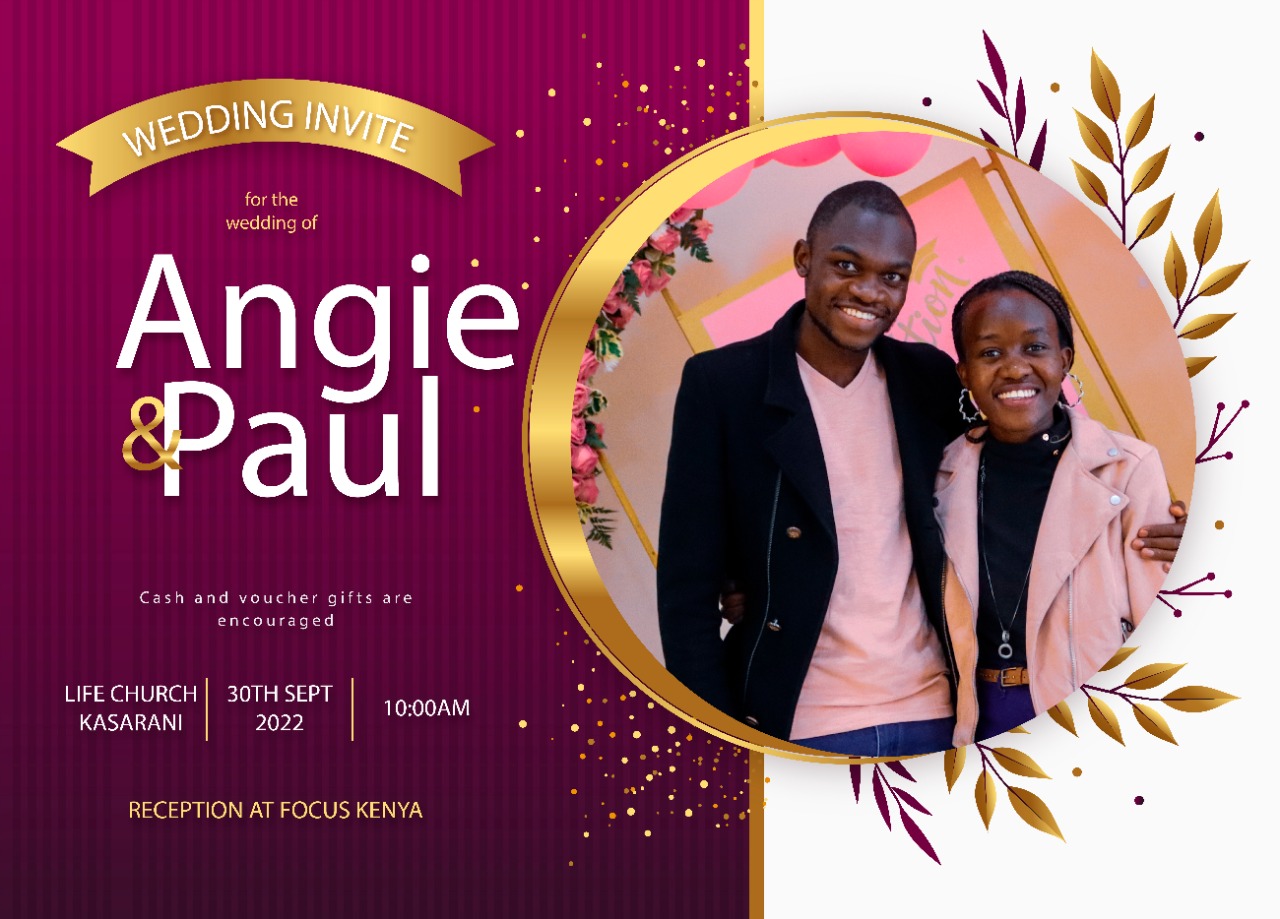 WEDDING INVITE
for the
wedding of
Angie
& Paul
Cash and voucher gifts are
encouraged
LIFE CHURCH
KASARANI
30TH SEPT
2022
10:00AM
RECEPTION AT FOCUS KENYA